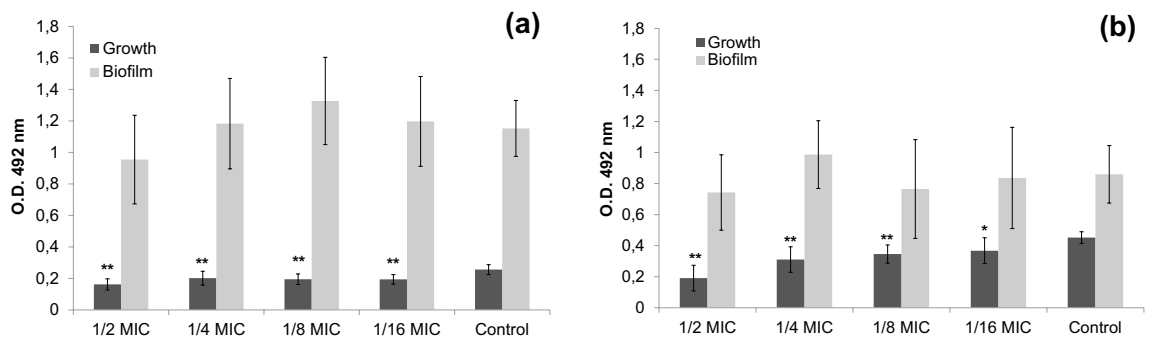 (a)
1,8
1,6
1,4
1,2
1
0,8
0,6
0,4
0,2
0
O.D. 492 nm
Growth
Biofilm
**
**
**
**
1/2 MIC 1/4 MIC 1/8 MIC 1/16 MIC Control
(b)
1,8
1,6
1,4
1,2
1
0,8
0,6
0,4
0,2
0
O.D. 492 nm
Growth
Biofilm
**
**
**
*
1/2 MIC 1/4 MIC 1/8 MIC 1/16 MIC Control